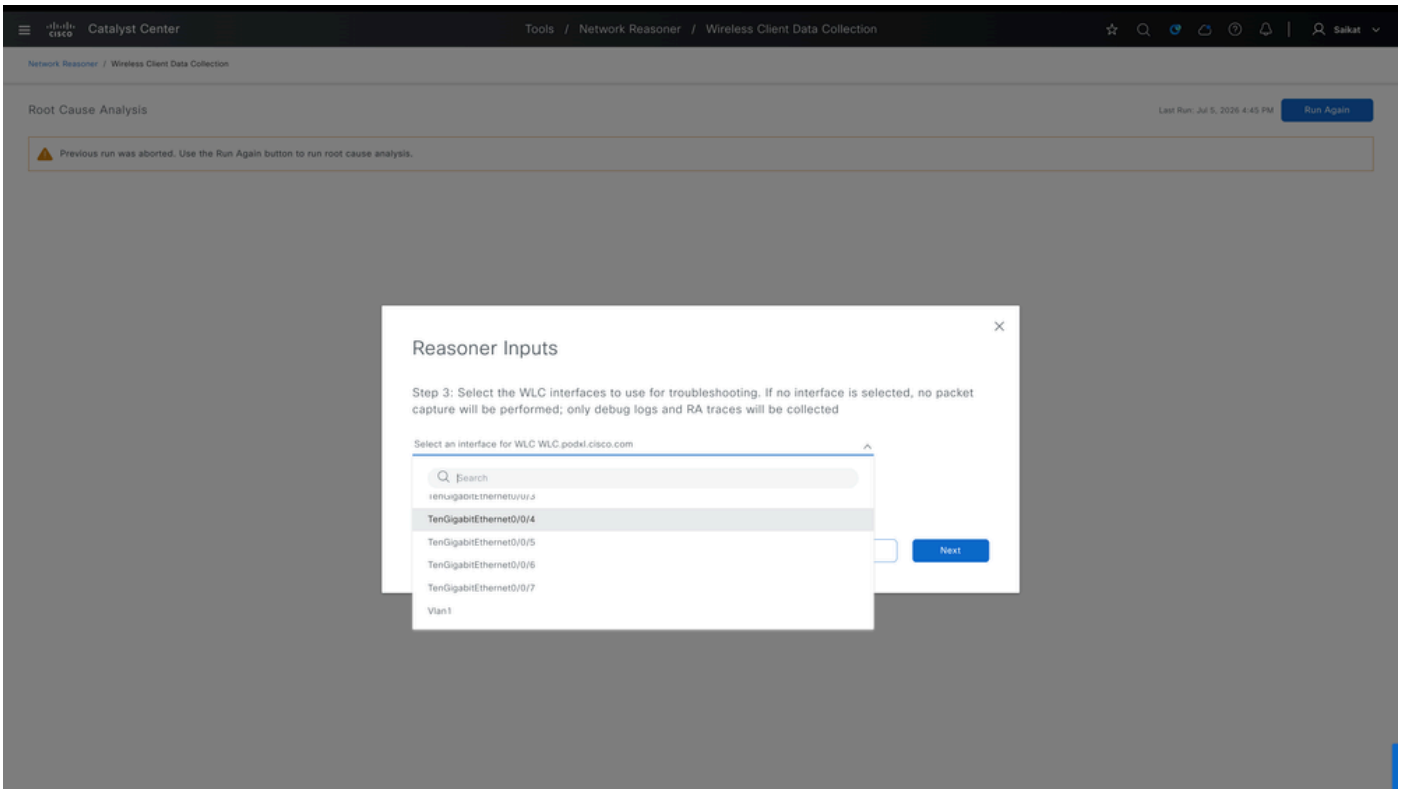 CISCO Catalyst Center
Tools / Network Reasoner / Wireless Client Data Collection
Saikat
Network Reasoner / Wireless Client Data Collection
Root Cause Analysis
Last Run: Jul 5, 2026 4:45 PM
Run Again
Previous run was aborted. Use the Run Again button to run root cause analysis.
Reasoner Inputs
Step 3: Select the WLC interfaces to use for troubleshooting. If no interface is selected, no packet
capture will be performed; only debug logs and RA traces will be collected
Select an interface for WLC WLC.podxl.cisco.com
Search
TenGigabitEthernet0/0/3
TenGigabitEthernet0/0/4
TenGigabitEthernet0/0/5
TenGigabitEthernet0/0/6
TenGigabitEthernet0/0/7
Vlan1
Next